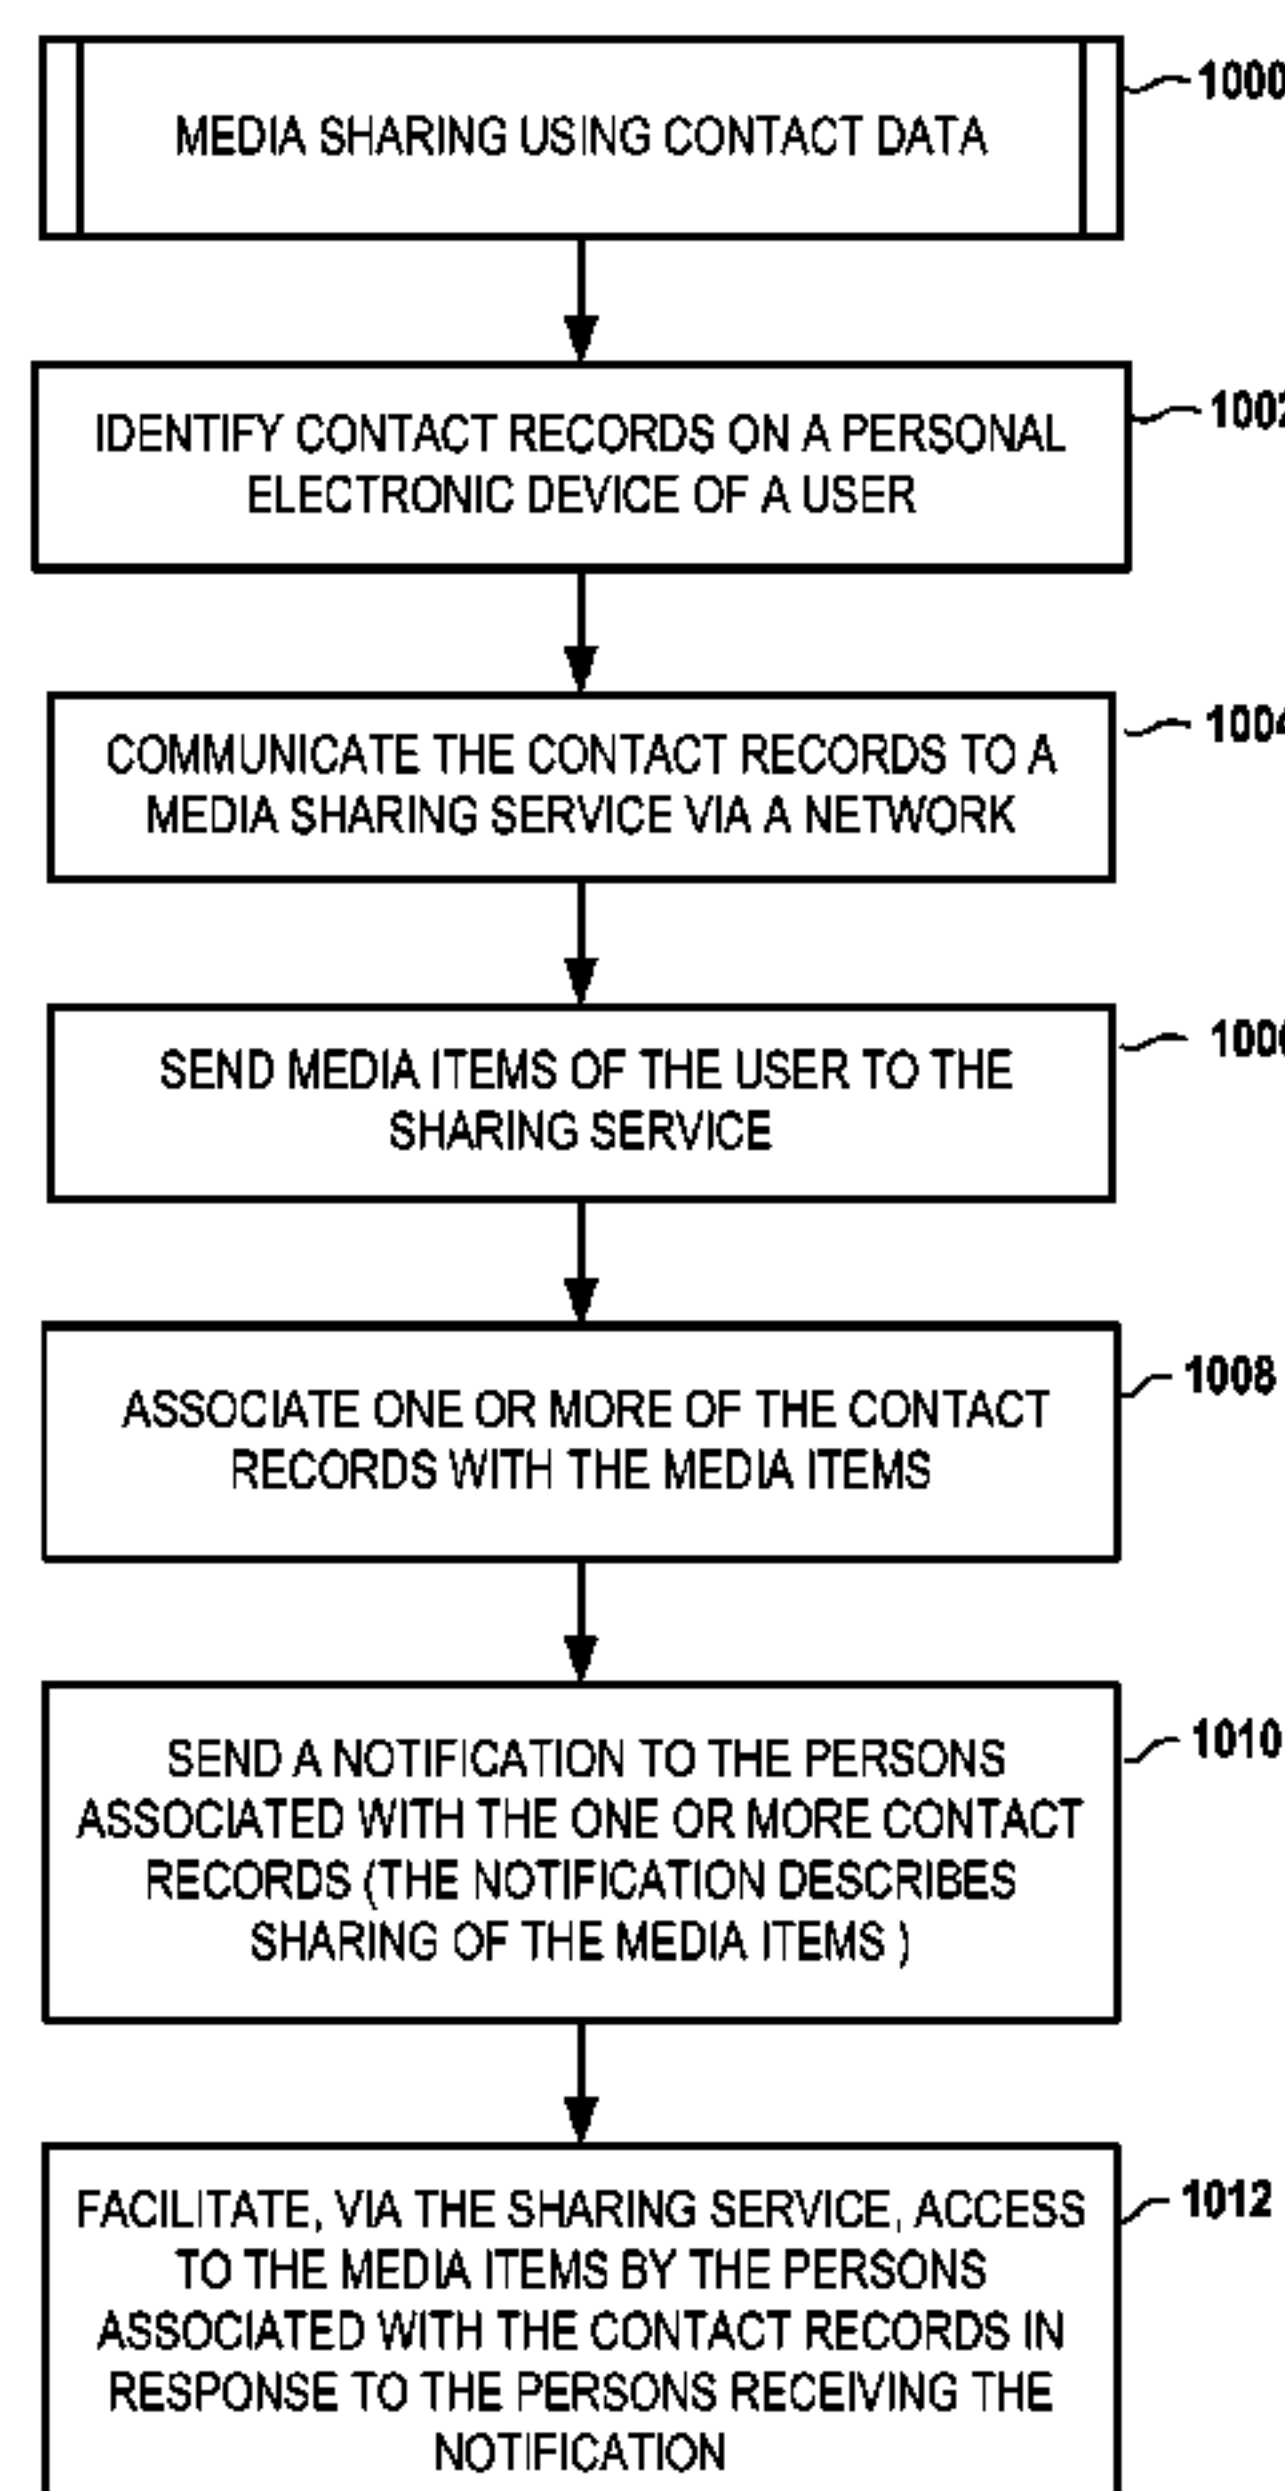 MEDIA SHARING USING CONTACT DATA
1000
IDENTIFY CONTACT RECORDS ON A PERSONAL
ELECTRONIC DEVICE OF A USER
1002
COMMUNICATE THE CONTACT RECORDS TO A
MEDIA SHARING SERVICE VIA A NETWORK
1004
SEND MEDIA ITEMS OF THE USER TO THE
SHARING SERVICE
1006
ASSOCIATE ONE OR MORE OF THE CONTACT
RECORDS WITH THE MEDIA ITEMS
1008
SEND A NOTIFICATION TO THE PERSONS
ASSOCIATED WITH THE ONE OR MORE CONTACT
RECORDS (THE NOTIFICATION DESCRIBES
SHARING OF THE MEDIA ITEMS )
1010
FACILITATE, VIA THE SHARING SERVICE, ACCESS
TO THE MEDIA ITEMS BY THE PERSONS
ASSOCIATED WITH THE CONTACT RECORDS IN
RESPONSE TO THE PERSONS RECEIVING THE
NOTIFICATION
1012